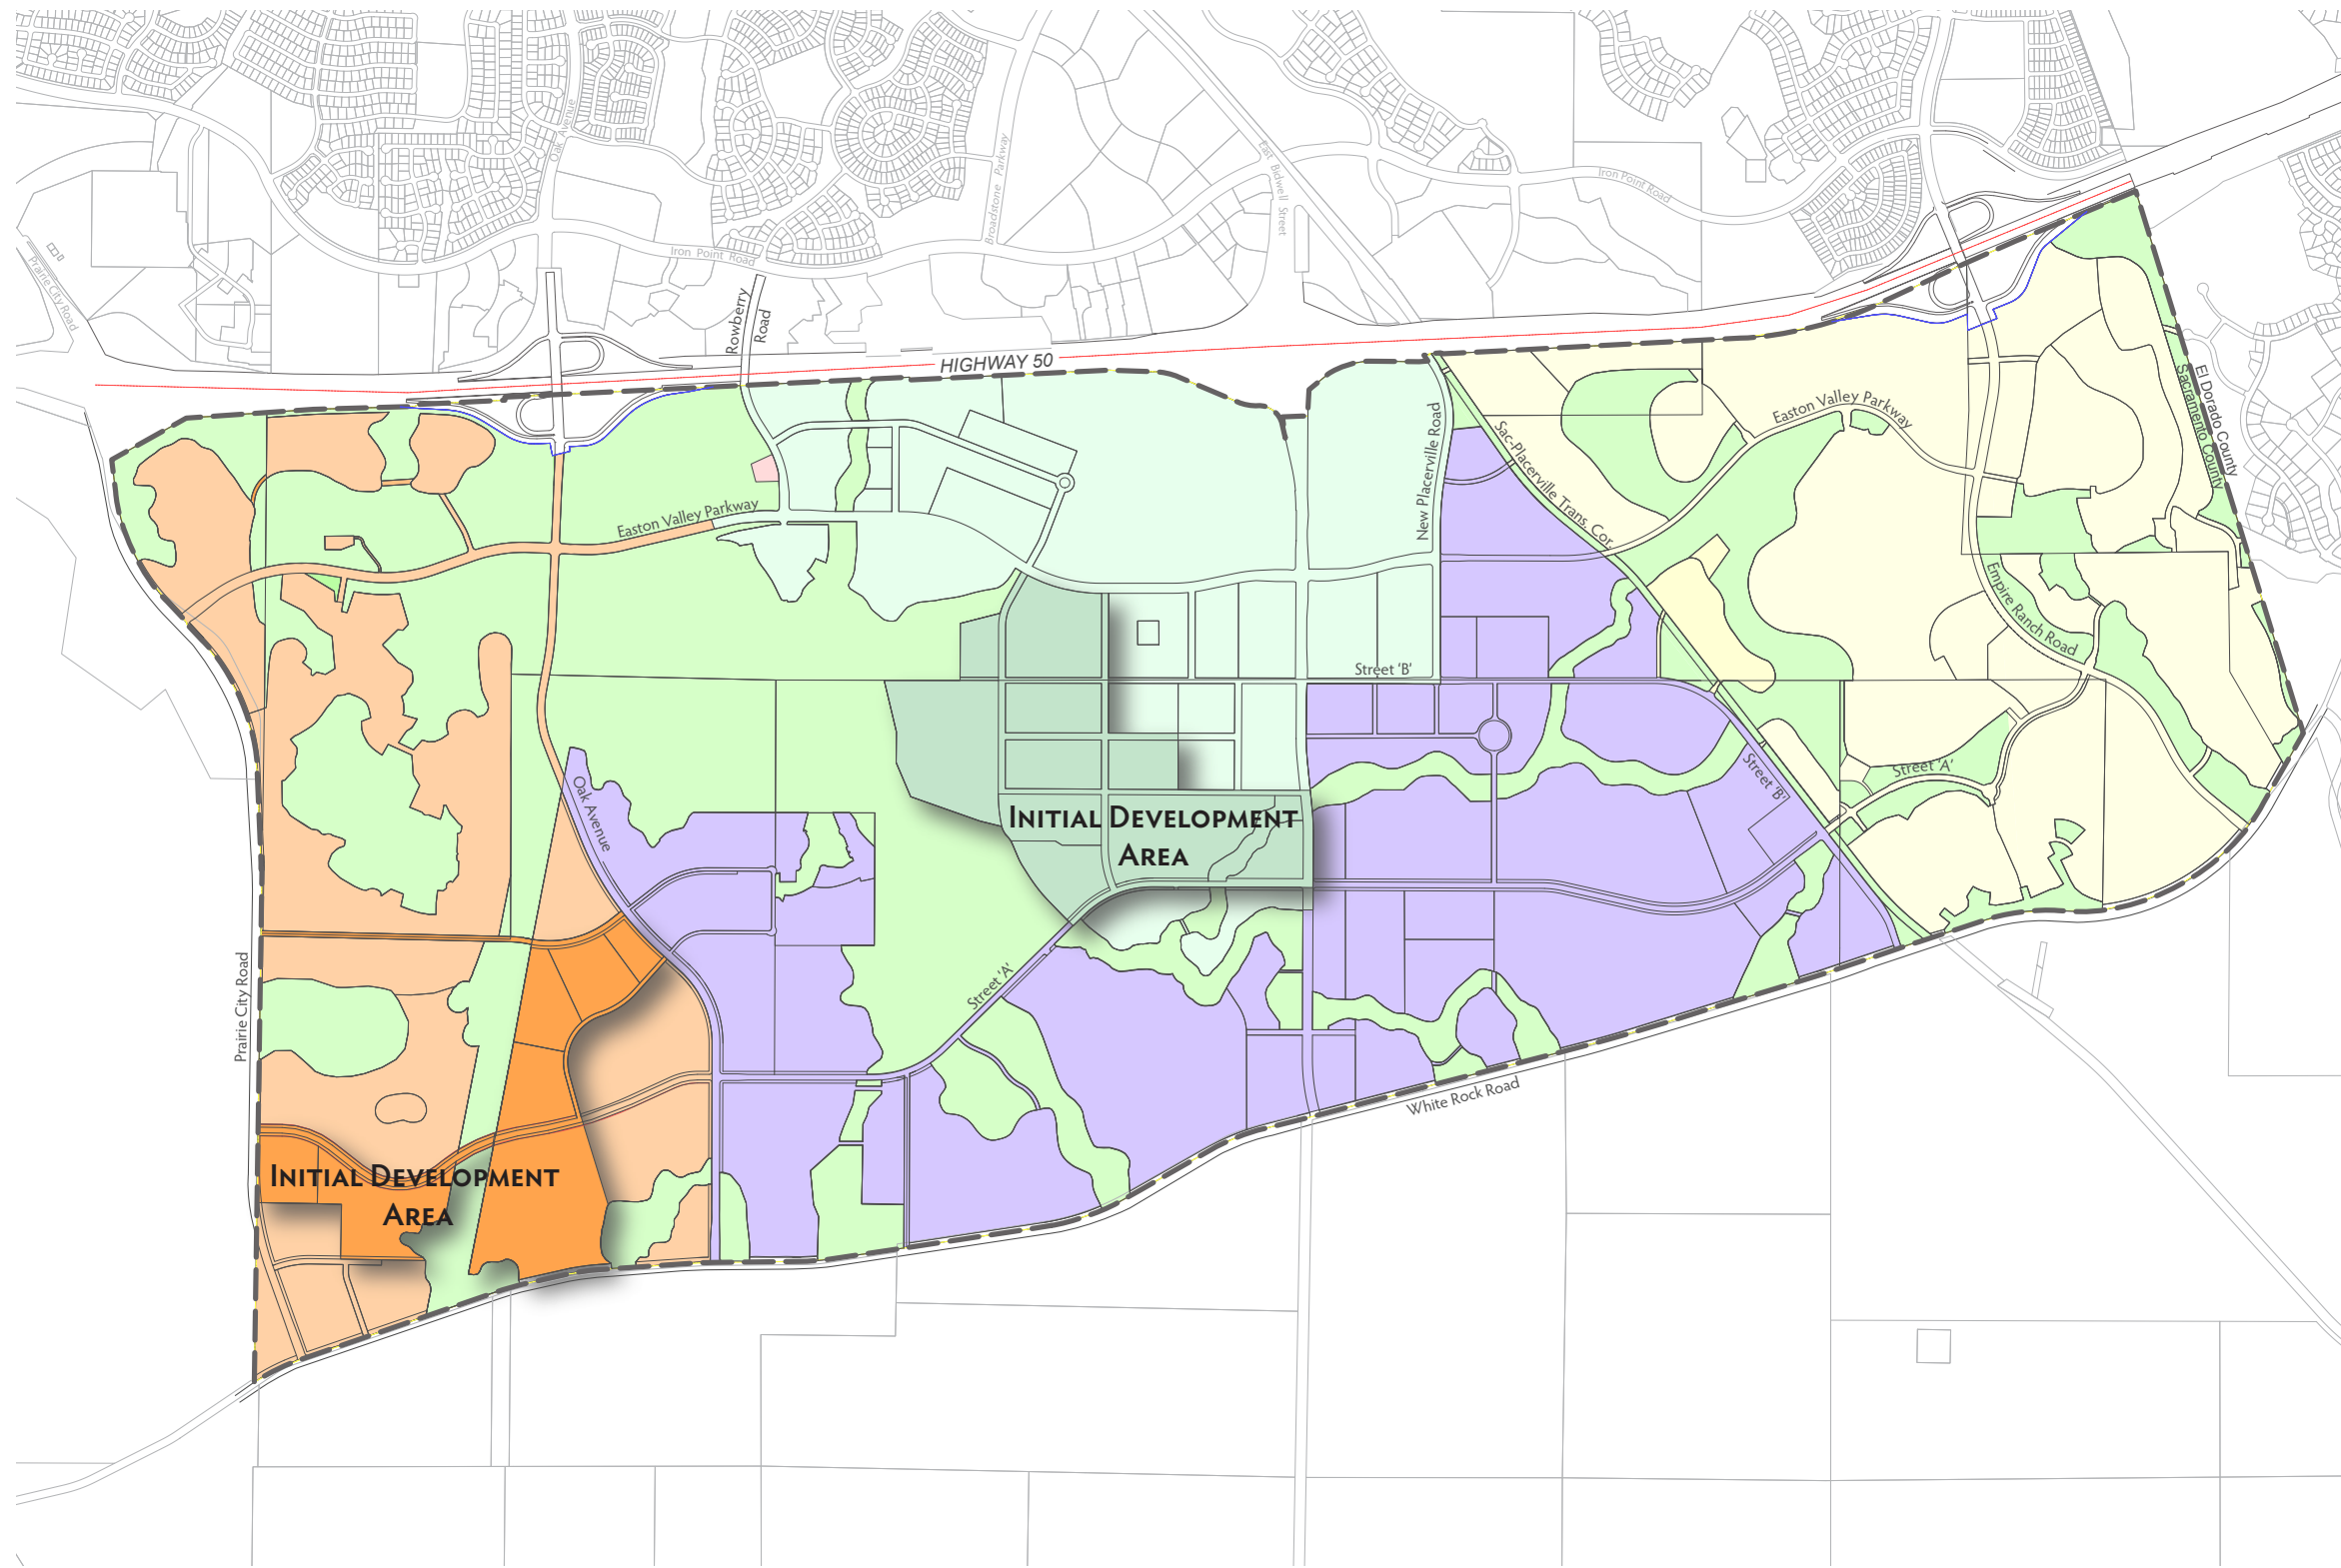 Oak Avenue
Broadstone Parkway
East Bidwell Street
Iron Point Road
Prairie City Road
Iron Point Road
Rowberry
Road
HIGHWAY 50
El Dorado County
Sacramento County
New Placerville Road
Sac-Placerville Trans. Cor.
Easton Valley Parkway
Easton Valley Parkway
Empire Ranch Road
Street 'B'
Street 'B'
Street 'A'
Oak Avenue
INITIAL DEVELOPMENT
AREA
Street 'A'
Prairie City Road
White Rock Road
INITIAL DEVELOPMENT
AREA